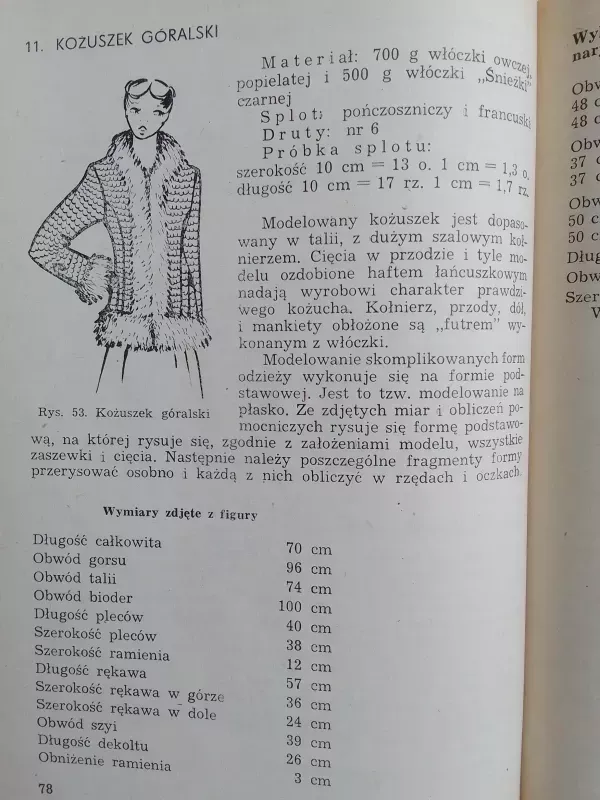 11. KOŻUSZEK GÓRALSKI
Materiał: 700 g włóczki owczej,
popielatej i 500 g włóczki „Śnieżki”
czarnej
Splot: pończoszniczy i francuski
Druty: nr 6
Próbka splotu:
szerokość 10 cm = 13 o. 1 cm = 1,3 o.
długość 10 cm = 17 rz. 1 cm = 1,7 rz.
Modelowany kożuszek jest dopaso-
wany w talii, z dużym szalowym koł-
nierzem. Cięcia w przodzie i tyle mo-
delu ozdobione haftem łańcuszkowym
nadają wyrobowi charakter prawdzi-
wego kożucha. Kołnierz, przody, dół,
i mankiety obłożone są „futrem” wy-
konanym z włóczki.
Modelowanie skomplikowanych form
odzieży wykonuje się na formie pod-
stawowej. Jest to tzw. modelowanie na
płasko. Ze zdjętych miar i obliczeń po-
mocniczych rysuje się formę podstawo-
wą, na której rysuje się, zgodnie z założeniami modelu, wszystkie
zaszewki i cięcia. Następnie należy poszczególne fragmenty formy
przerysować osobno i każdą z nich obliczyć w rzędach i oczkach.
Rys. 53. Kożuszek góralski
Wymiary zdjęte z figury
Długość całkowita 70 cm
Obwód gorsu 96 cm
Obwód talii 74 cm
Obwód bioder 100 cm
Długość pleców 40 cm
Szerokość pleców 38 cm
Szerokość ramienia 12 cm
Długość rękawa 57 cm
Szerokość rękawa w górze 36 cm
Szerokość rękawa w dole 24 cm
Obwód szyi 39 cm
Długość dekoltu 26 cm
Obniżenie ramienia 3 cm
78
48 c
48 c
37 c
37 c
50 c
50 c